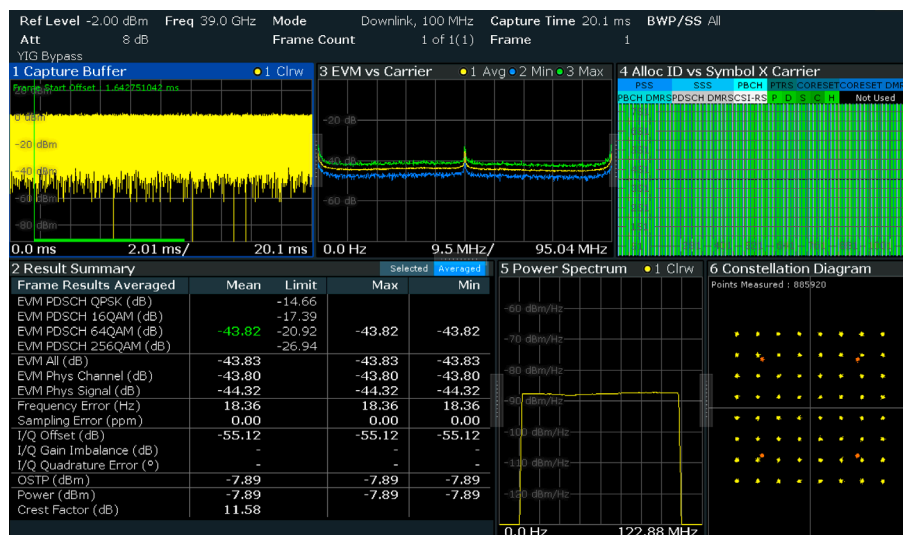 Ref Level -2.00 dBm Freq 39.0 GHz Mode Downlink, 100 MHz Capture Time 20.1 ms BWP/SS All
Att 8 dB Frame Count 1 of 1(1) Frame 1
YIG Bypass
1 Capture Buffer 1 Clrw
Frame Start Offset : 1.642751042 ms
0 dBm
-20 dBm
-40 dBm
-60 dBm
-80 dBm
0.0 ms 2.01 ms/ 20.1 ms
3 EVM vs Carrier 1 Avg 2 Min 3 Max
-20 dB
-40 dB
-60 dB
0.0 Hz 9.5 MHz/ 95.04 MHz
4 Alloc ID vs Symbol X Carrier
PSS SSS PBCH PTRS CORESET CORESET DMR
PBCH DMRS PDSCH DMRS CSI-RS P D S C H Not Used
2 Result Summary Selected Averaged
Frame Results Averaged Mean Limit Max Min
EVM PDSCH QPSK (dB) -14.66
EVM PDSCH 16QAM (dB) -17.39
EVM PDSCH 64QAM (dB) -43.82 -20.92 -43.82 -43.82
EVM PDSCH 256QAM (dB) -26.94
EVM All (dB) -43.83 -43.83 -43.83
EVM Phys Channel (dB) -43.80 -43.80 -43.80
EVM Phys Signal (dB) -44.32 -44.32 -44.32
Frequency Error (Hz) 18.36 18.36 18.36
Sampling Error (ppm) 0.00 0.00 0.00
I/Q Offset (dB) -55.12 -55.12 -55.12
I/Q Gain Imbalance (dB) - - -
I/Q Quadrature Error (º) - - -
OSTP (dBm) -7.89 -7.89 -7.89
Power (dBm) -7.89 -7.89 -7.89
Crest Factor (dB) 11.58
5 Power Spectrum 1 Clrw
-60 dBm/Hz
-70 dBm/Hz
-80 dBm/Hz
-90 dBm/Hz
-100 dBm/Hz
-110 dBm/Hz
-120 dBm/Hz
0.0 Hz 122.88 MHz
6 Constellation Diagram
Points Measured : 885920